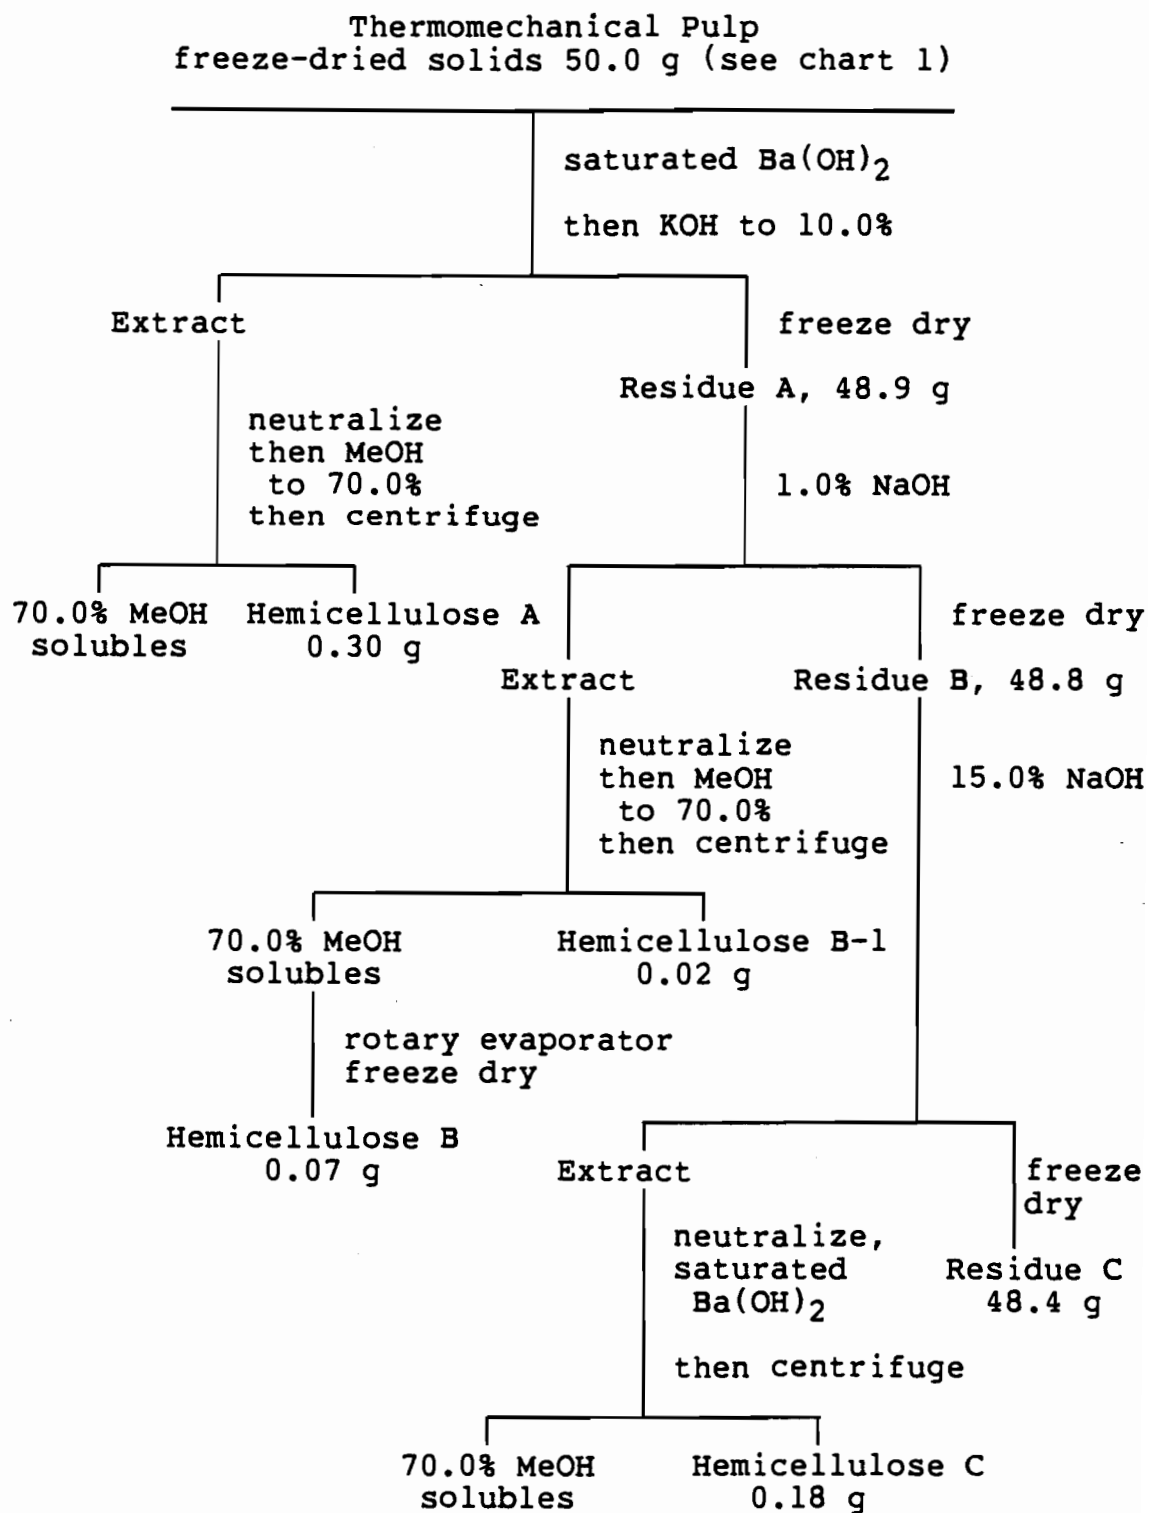 Thermomechanical Pulp
freeze-dried solids 50.0 g (see chart 1)
saturated Ba(OH)2
then KOH to 10.0%
Extract
freeze dry
Residue A, 48.9 g
neutralize
then MeOH
to 70.0%
then centrifuge
1.0% NaOH
70.0% MeOH
solubles
Hemicellulose A
0.30 g
freeze dry
Extract
Residue B, 48.8 g
neutralize
then MeOH
to 70.0%
then centrifuge
15.0% NaOH
70.0% MeOH
solubles
Hemicellulose B-1
0.02 g
rotary evaporator
freeze dry
Hemicellulose B
0.07 g
Extract
freeze
dry
neutralize,
saturated
Ba(OH)2
then centrifuge
Residue C
48.4 g
70.0% MeOH
solubles
Hemicellulose C
0.18 g